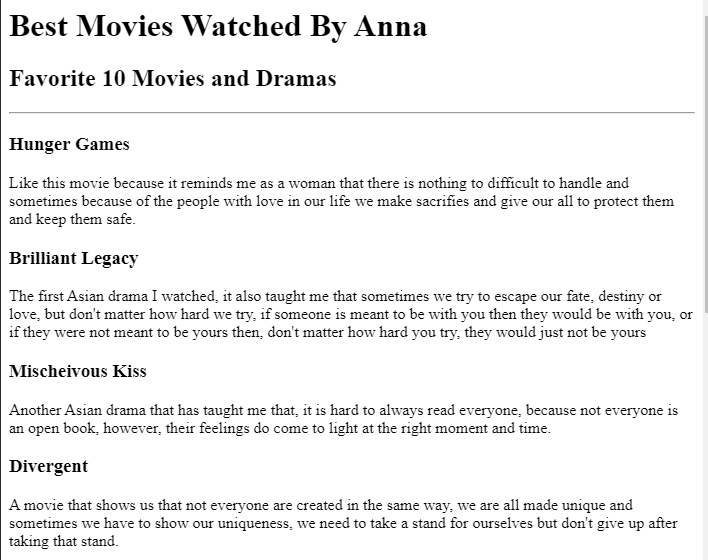 Best Movies Watched By Anna
Favorite 10 Movies and Dramas
Hunger Games
Like this movie because it reminds me as a woman that there is nothing to difficult to handle and
sometimes because of the people with love in our life we make sacrifies and give our all to protect them
and keep them safe.
Brilliant Legacy
The first Asian drama I watched, it also taught me that sometimes we try to escape our fate, destiny or
love, but don't matter how hard we try, if someone is meant to be with you then they would be with you, or
if they were not meant to be yours then, don't matter how hard you try, they would just not be yours
Mischeivous Kiss
Another Asian drama that has taught me that, it is hard to always read everyone, because not everyone is
an open book, however, their feelings do come to light at the right moment and time.
Divergent
A movie that shows us that not everyone are created in the same way, we are all made unique and
sometimes we have to show our uniqueness, we need to take a stand for ourselves but don't give up after
taking that stand.